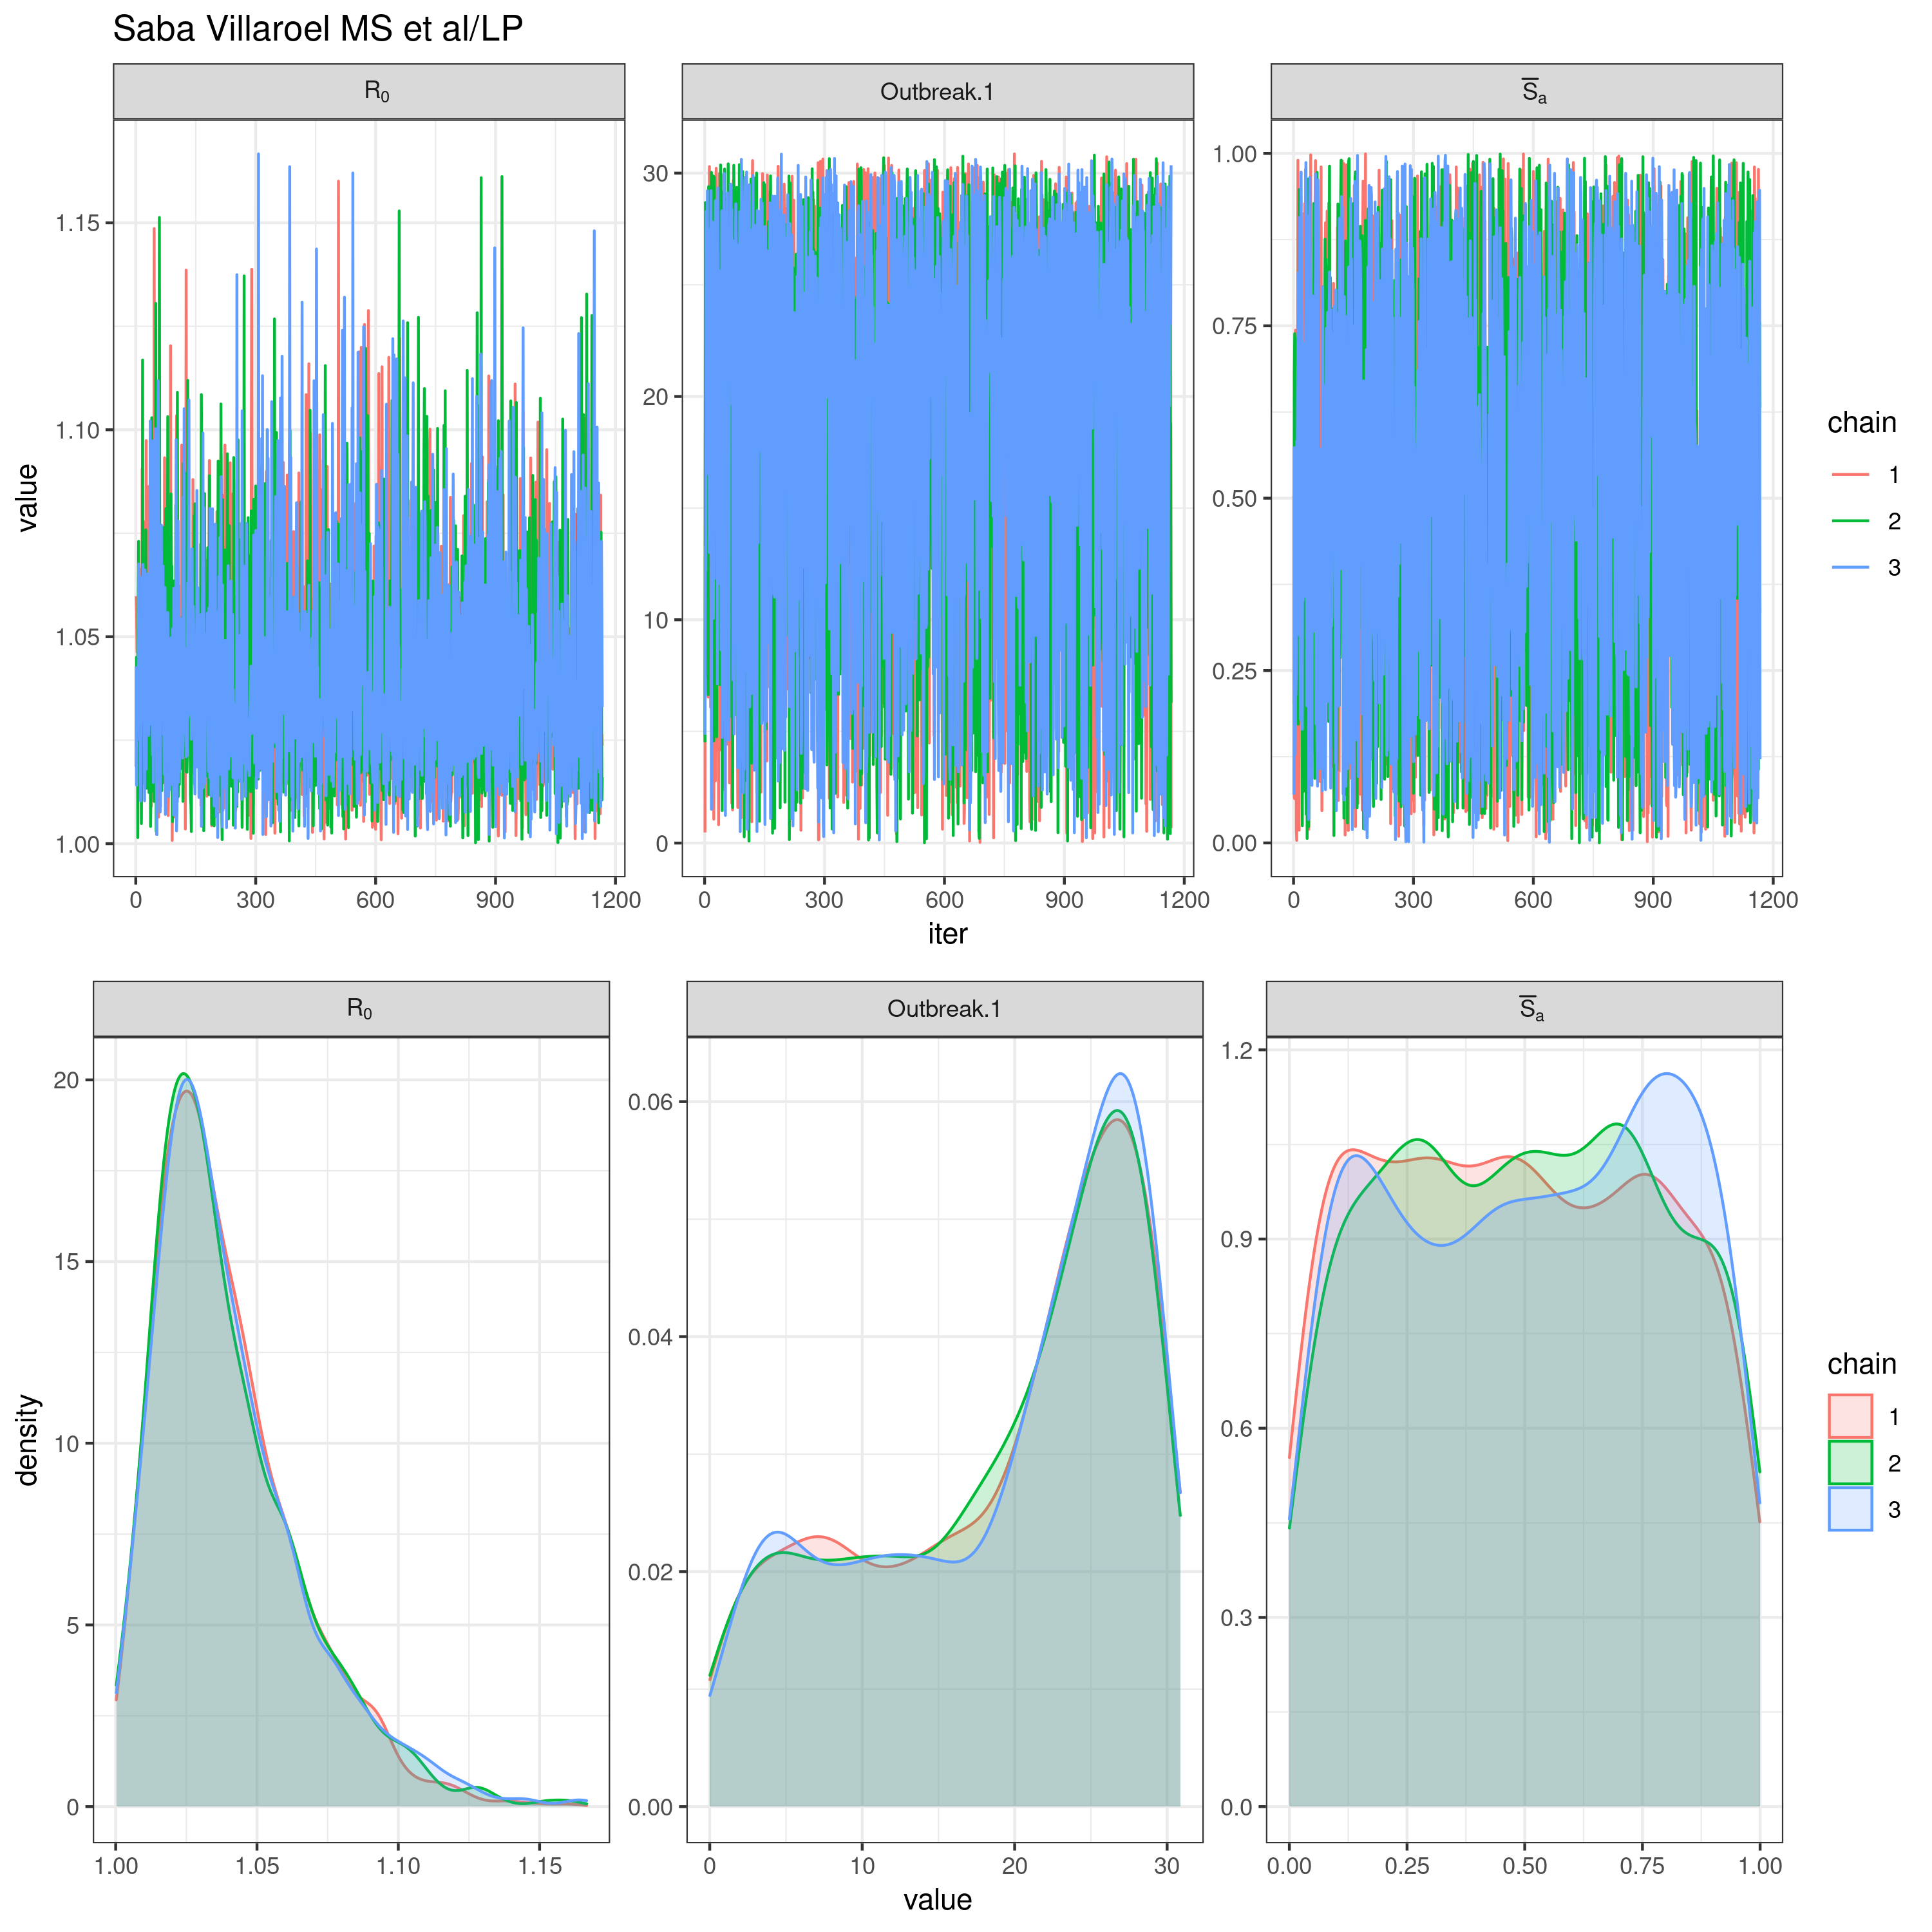 Saba Villaroel MS et al/LP
R0
Outbreak.1
S̅a
value
1.15
1.10
1.05
1.00
30
20
10
0
1.00
0.75
0.50
0.25
0.00
0 300 600 900 1200
0 300 600 900 1200
0 300 600 900 1200
iter
chain
1
2
3
R0
Outbreak.1
S̅a
density
20
15
10
5
0
0.06
0.04
0.02
0.00
1.2
0.9
0.6
0.3
0.0
1.00 1.05 1.10 1.15
0 10 20 30
0.00 0.25 0.50 0.75 1.00
value
chain
1
2
3